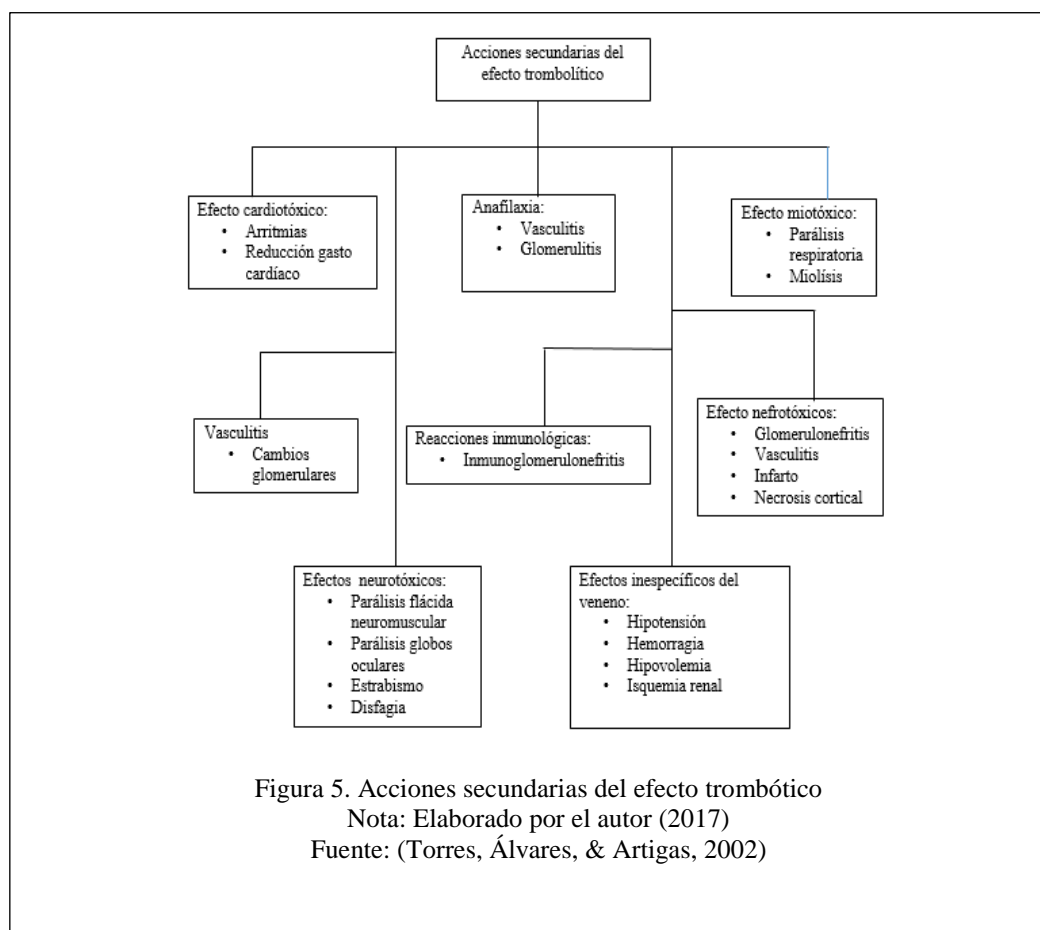 Acciones secundarias del
efecto trombolítico
Efecto cardiotóxico:
• Arritmias
• Reducción gasto
cardíaco
Anafilaxia:
• Vasculitis
• Glomerulitis
Efecto miotóxico:
• Parálisis
respiratoria
• Miolísis
Vasculitis
• Cambios
glomerulares
Reacciones inmunológicas:
• Inmunoglomerulonefritis
Efecto nefrotóxicos:
• Glomerulonefritis
• Vasculitis
• Infarto
• Necrosis cortical
Efectos neurotóxicos:
• Parálisis flácida
neuromuscular
• Parálisis globos
oculares
• Estrabismo
• Disfagia
Efectos inespecíficos del
veneno:
• Hipotensión
• Hemorragia
• Hipovolemia
• Isquemia renal
Figura 5. Acciones secundarias del efecto trombótico
Nota: Elaborado por el autor (2017)
Fuente: (Torres, Álvares, & Artigas, 2002)